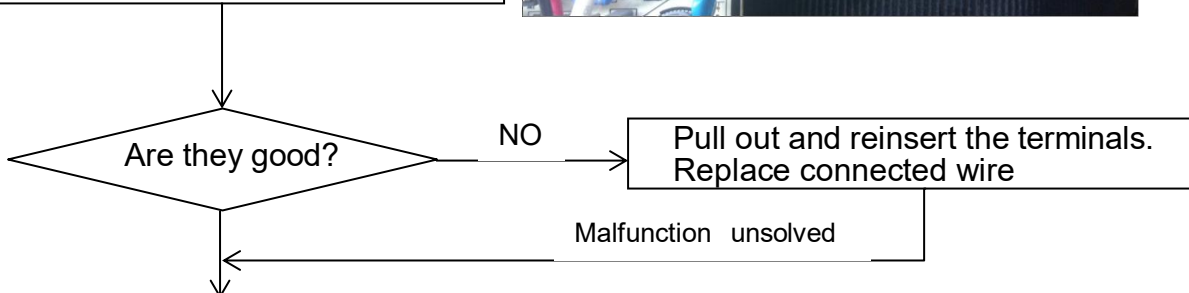 NO
Are they good?
Pull out and reinsert the terminals.
Replace connected wire
Malfunction unsolved